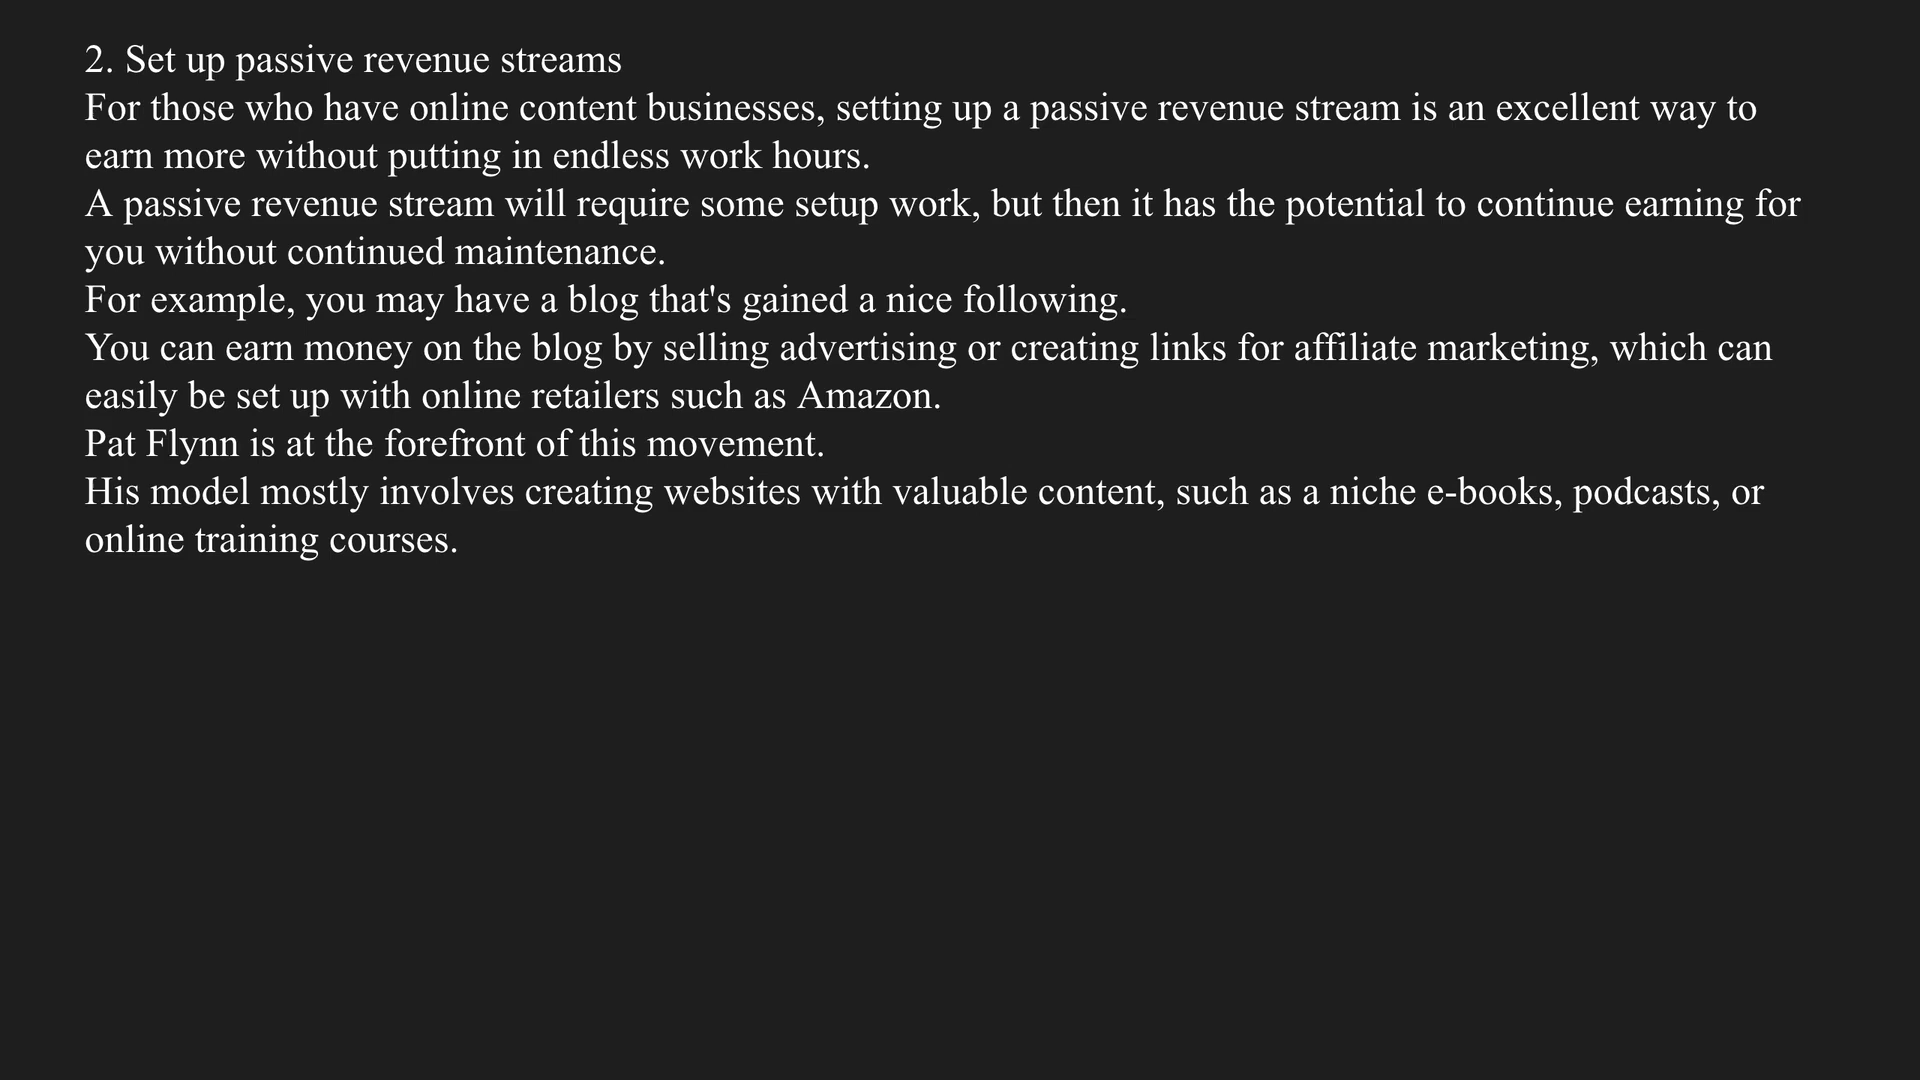 2. Set up passive revenue streams
For those who have online content businesses, setting up a passive revenue stream is an excellent way to
earn more without putting in endless work hours.
A passive revenue stream will require some setup work, but then it has the potential to continue earning for
you without continued maintenance.
For example, you may have a blog that's gained a nice following.
You can earn money on the blog by selling advertising or creating links for affiliate marketing, which can
easily be set up with online retailers such as Amazon.
Pat Flynn is at the forefront of this movement.
His model mostly involves creating websites with valuable content, such as a niche e-books, podcasts, or
online training courses.